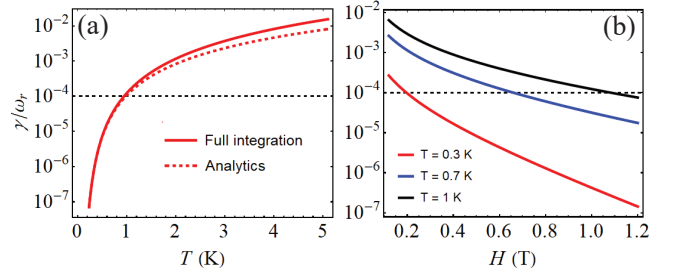 (a)
10⁻²
10⁻³
10⁻⁴
10⁻⁵
10⁻⁶
10⁻⁷
γ/ω_r
Full integration
Analytics
0 1 2 3 4 5
T (K)
(b)
10⁻²
10⁻³
10⁻⁴
10⁻⁵
10⁻⁶
10⁻⁷
T = 0.3 K
T = 0.7 K
T = 1 K
0.2 0.4 0.6 0.8 1.0 1.2
H (T)